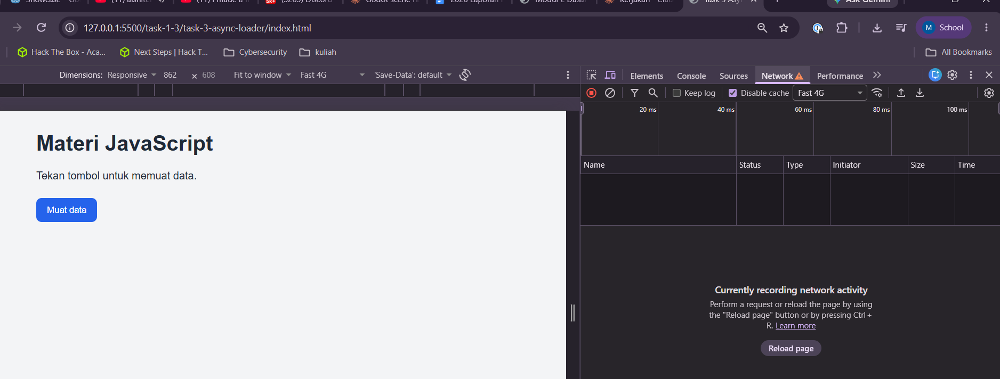 127.0.0.1:5500/task-1-3/task-3-async-loader/index.html
M School
Hack The Box - Aca...
Next Steps | Hack T...
Cybersecurity
kuliah
All Bookmarks
Dimensions: Responsive 862 × 608 Fit to window Fast 4G 'Save-Data': default
Elements Console Sources Network Performance
Keep log Disable cache Fast 4G
20 ms 40 ms 60 ms 80 ms 100 ms
Name Status Type Initiator Size Time
Materi JavaScript
Tekan tombol untuk memuat data.
Muat data
Currently recording network activity
Perform a request or reload the page by using
the "Reload page" button or by pressing Ctrl +
R. Learn more
Reload page